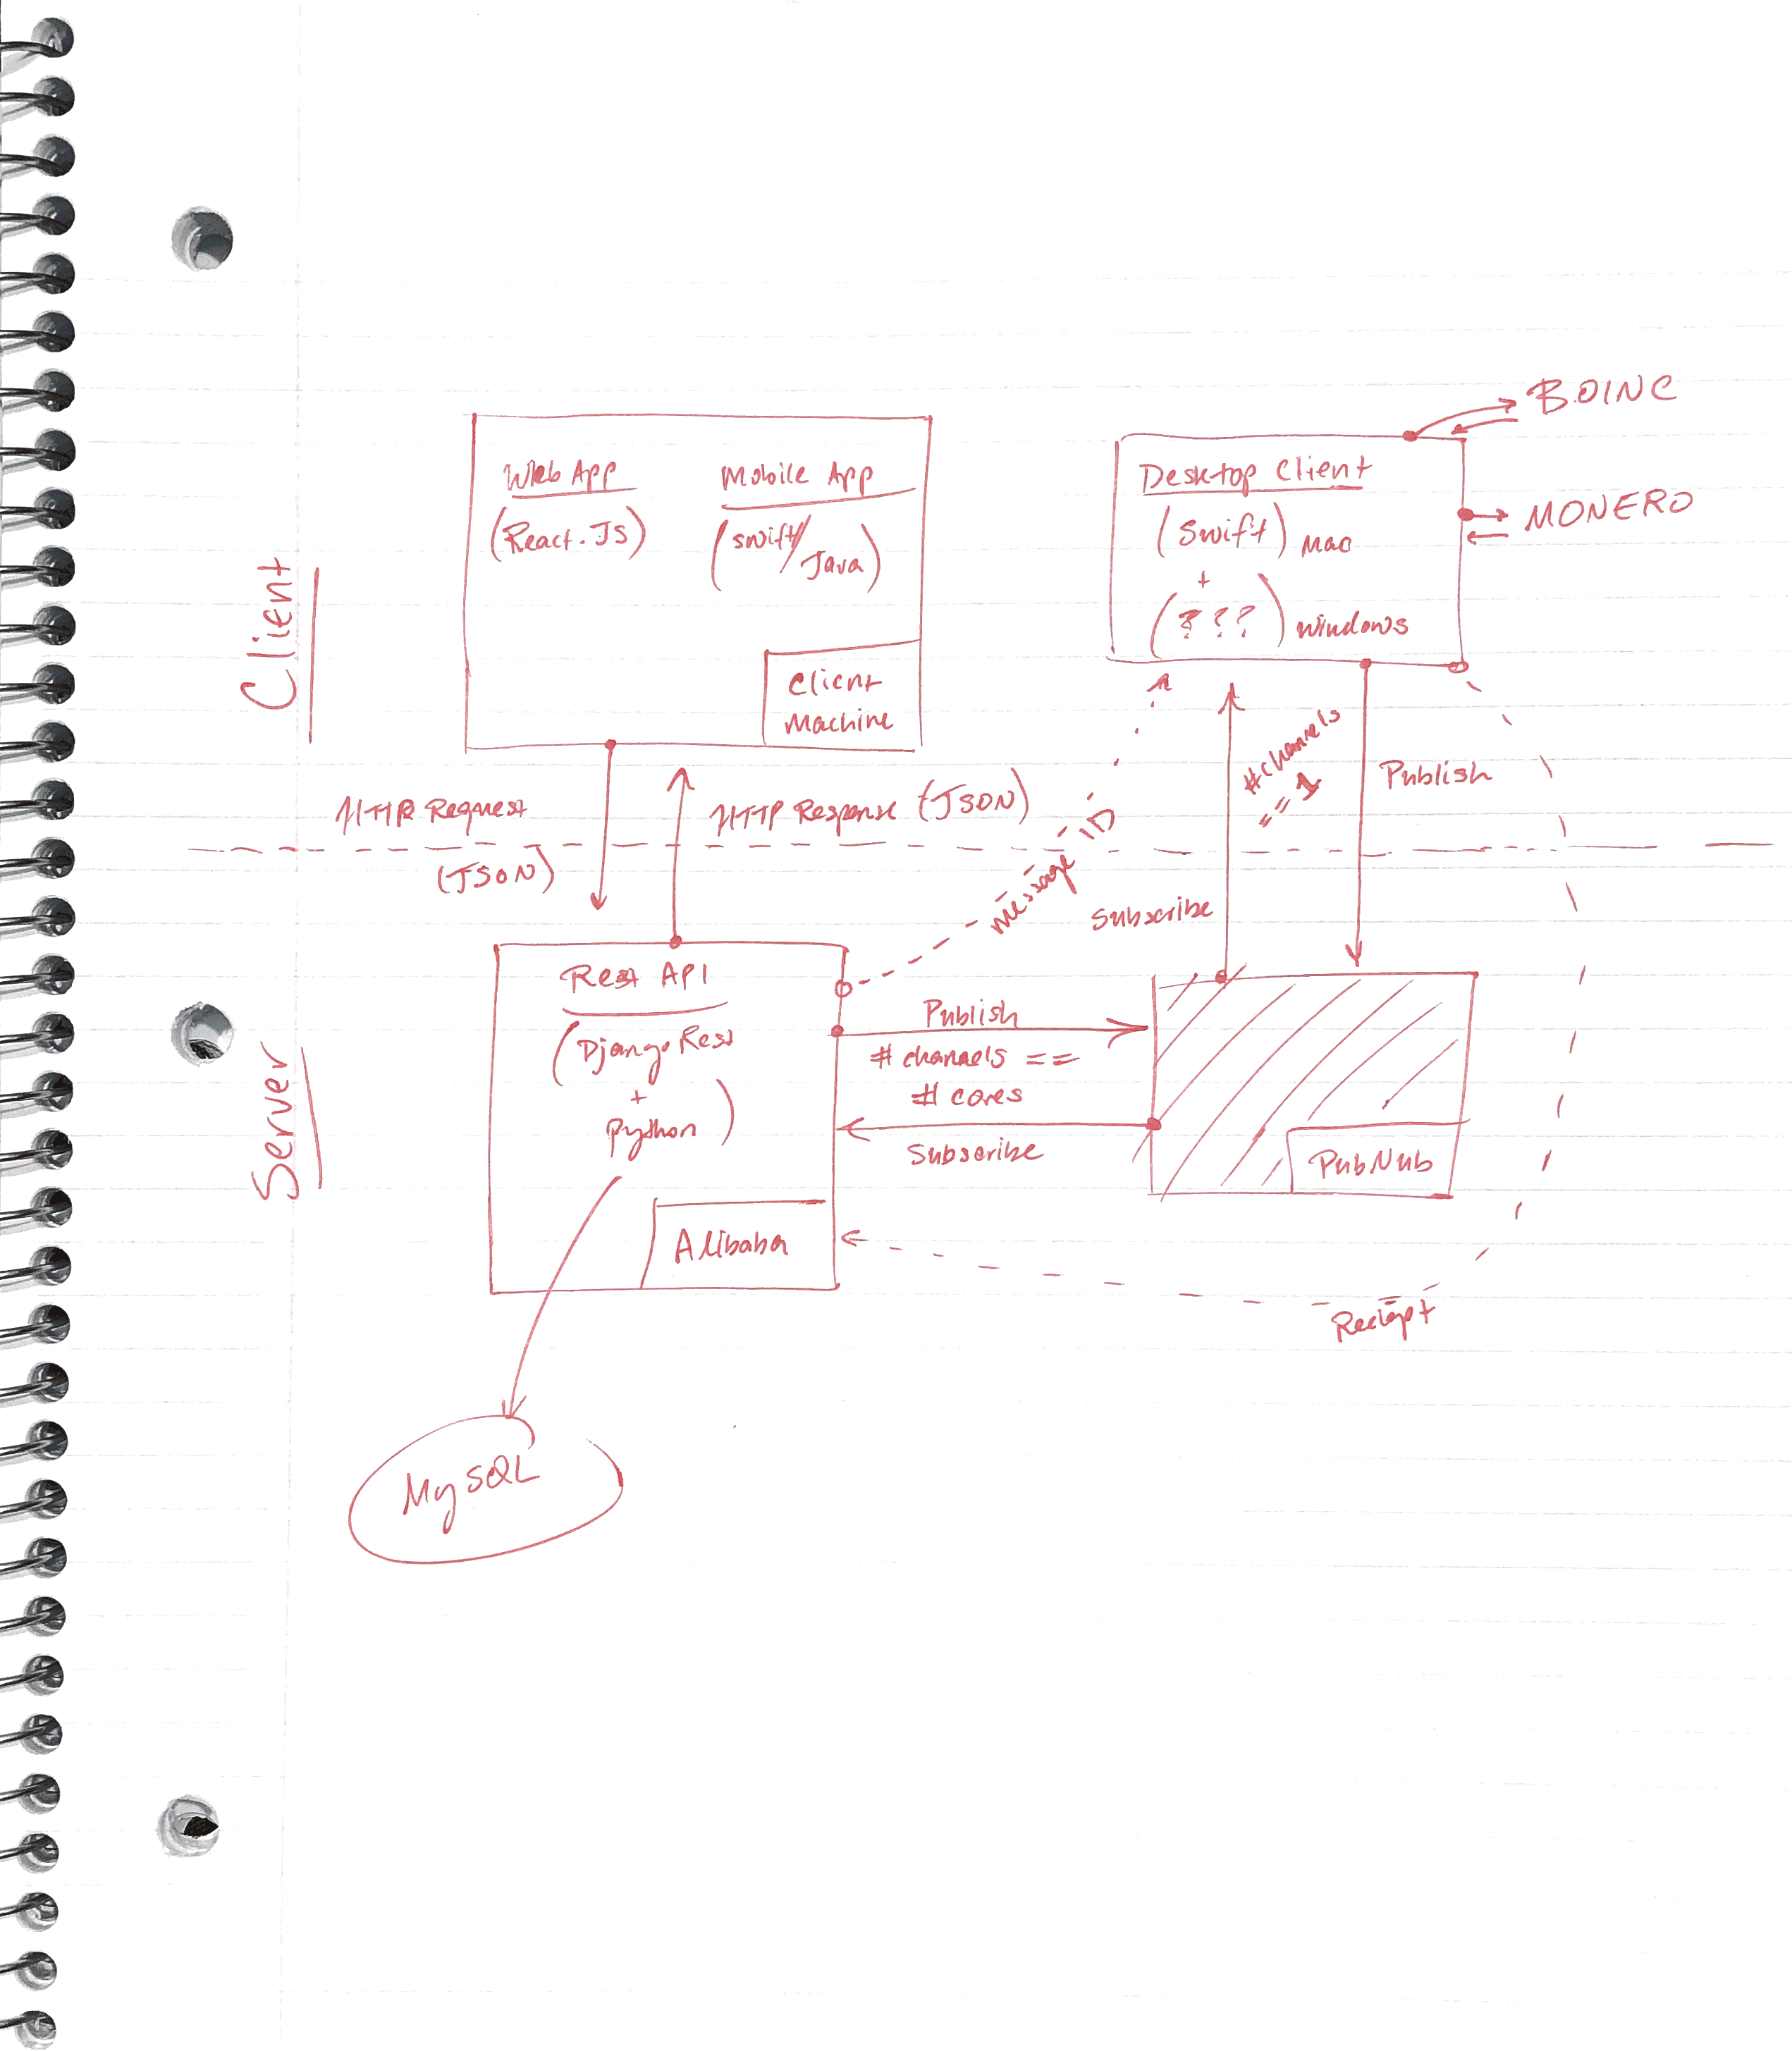 BOINC
Web App
(React.JS)
Mobile App
(swift/
Java)
Desktop Client
(Swift) Mac
+
(???) windows
MONERO
Client
Client
Machine
#channels
== 1
Publish
HTTP Request
(JSON)
HTTP Response (JSON)
message ID
Subscribe
Server
Rest API
(Django Rest
+
Python)
Publish
# channels ==
# cores
Subscribe
PubNub
Alibaba
Reciept
MySQL